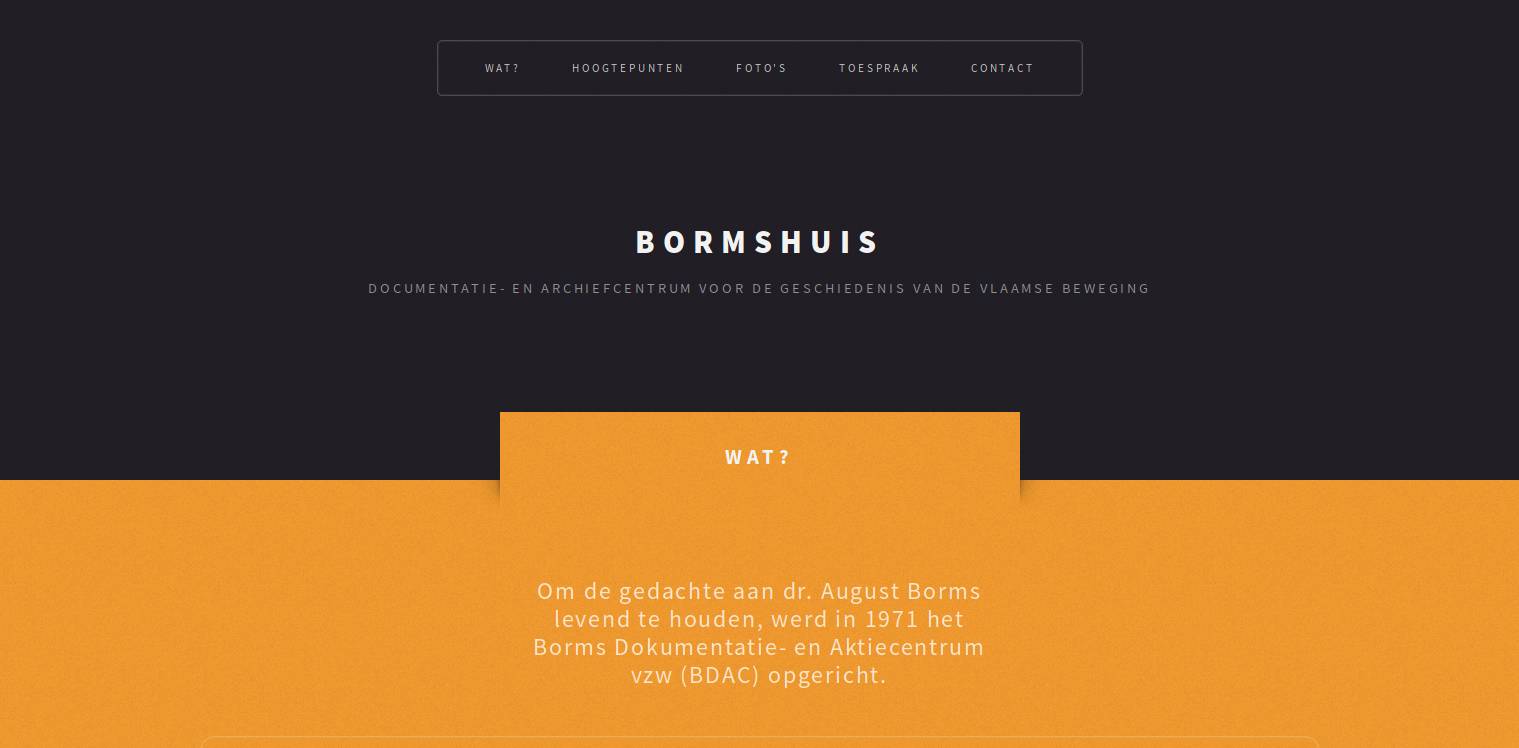 WAT? HOOGTEPUNTEN FOTO'S TOESPRAAK CONTACT
BORMSHUIS
DOCUMENTATIE- EN ARCHIEFCENTRUM VOOR DE GESCHIEDENIS VAN DE VLAAMSE BEWEGING
WAT?
Om de gedachte aan dr. August Borms
levend te houden, werd in 1971 het
Borms Dokumentatie- en Aktiecentrum
vzw (BDAC) opgericht.